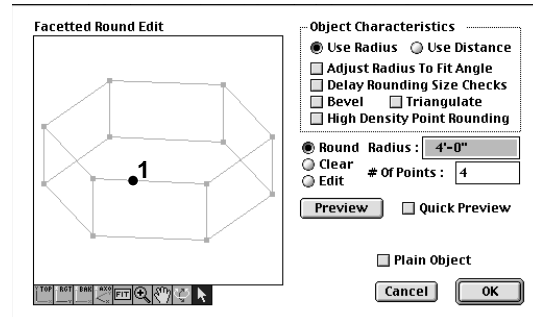 Facetted Round Edit
1
TOP RGT BAK AXO FIT
Object Characteristics
Use Radius Use Distance
Adjust Radius To Fit Angle
Delay Rounding Size Checks
Bevel Triangulate
High Density Point Rounding
Round Radius : 4'-0"
Clear
# Of Points : 4
Edit
Preview Quick Preview
Plain Object
Cancel OK